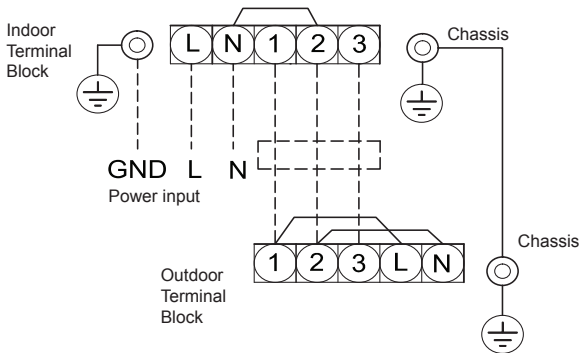 Indoor
Terminal
Block
L N 1 2 3
Chassis
GND L N
Power input
Chassis
1 2 3 L N
Outdoor
Terminal
Block